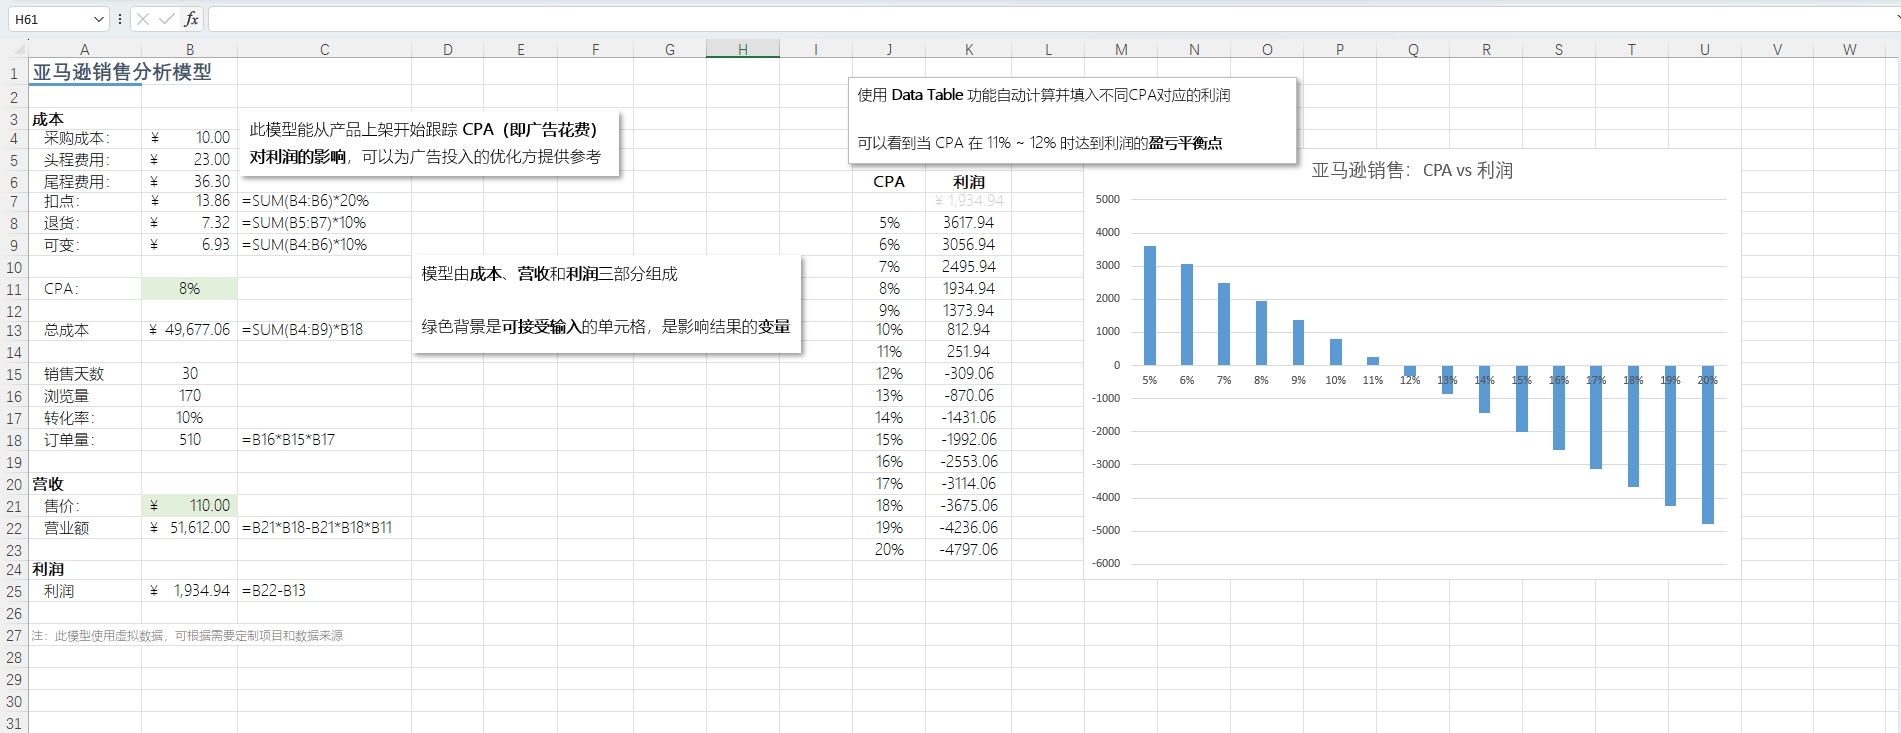 H61
fx
A B C D E F G H I J K L M N O P Q R S T U V W
1 亚马逊销售分析模型
2
3 成本
4 采购成本： ¥ 10.00
5 头程费用： ¥ 23.00
6 尾程费用： ¥ 36.30
7 扣点： ¥ 13.86 =SUM(B4:B6)*20%
8 退货： ¥ 7.32 =SUM(B5:B7)*10%
9 可变： ¥ 6.93 =SUM(B4:B6)*10%
10
11 CPA： 8%
12
13 总成本 ¥ 49,677.06 =SUM(B4:B9)*B18
14
15 销售天数 30
16 浏览量 170
17 转化率： 10%
18 订单量： 510 =B16*B15*B17
19
20 营收
21 售价： ¥ 110.00
22 营业额 ¥ 51,612.00 =B21*B18-B21*B18*B11
23
24 利润
25 利润 ¥ 1,934.94 =B22-B13
26
27 注：此模型使用虚拟数据，可根据需要定制项目和数据来源
28
29
30
31
此模型能从产品上架开始跟踪 CPA（即广告花费）
对利润的影响，可以为广告投入的优化方提供参考
模型由成本、营收和利润三部分组成
绿色背景是可接受输入的单元格，是影响结果的变量
使用 Data Table 功能自动计算并填入不同CPA对应的利润
可以看到当 CPA 在 11% ~ 12% 时达到利润的盈亏平衡点
CPA 利润
¥ 1,934.94
5% 3617.94
6% 3056.94
7% 2495.94
8% 1934.94
9% 1373.94
10% 812.94
11% 251.94
12% -309.06
13% -870.06
14% -1431.06
15% -1992.06
16% -2553.06
17% -3114.06
18% -3675.06
19% -4236.06
20% -4797.06
亚马逊销售：CPA vs 利润
5000
4000
3000
2000
1000
0
5% 6% 7% 8% 9% 10% 11% 12% 13% 14% 15% 16% 17% 18% 19% 20%
-1000
-2000
-3000
-4000
-5000
-6000